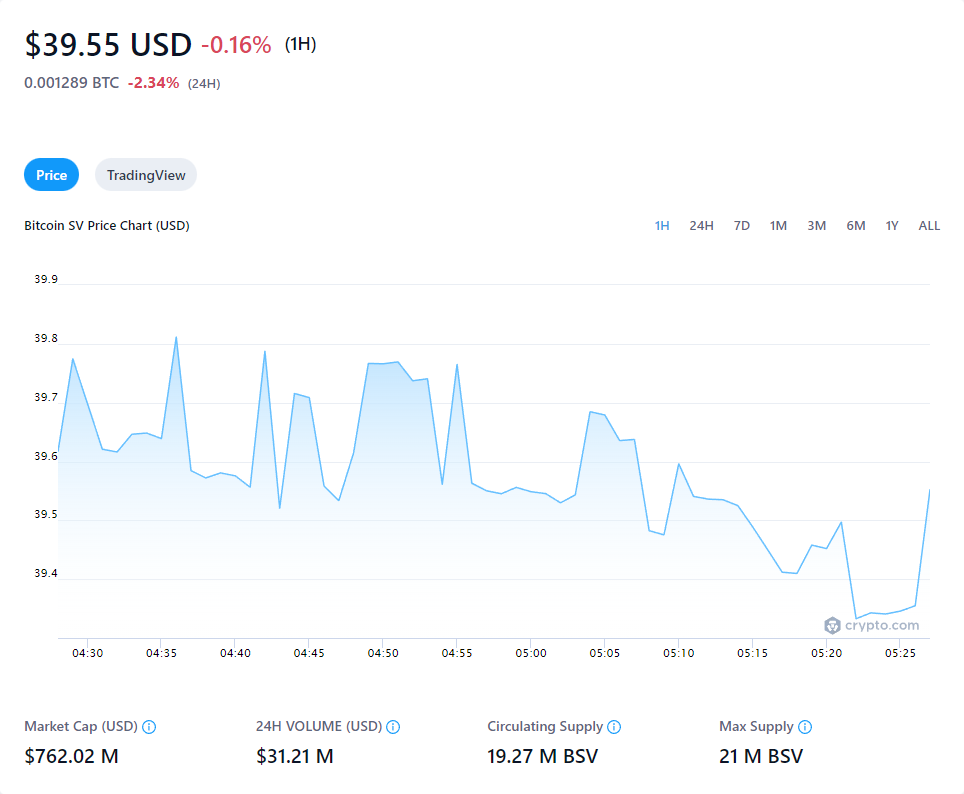 $39.55 USD -0.16% (1H)
0.001289 BTC -2.34% (24H)
Price TradingView
Bitcoin SV Price Chart (USD) 1H 24H 7D 1M 3M 6M 1Y ALL
39.9
39.8
39.7
39.6
39.5
39.4
crypto.com
04:30 04:35 04:40 04:45 04:50 04:55 05:00 05:05 05:10 05:15 05:20 05:25
Market Cap (USD) 24H VOLUME (USD) Circulating Supply Max Supply
$762.02 M $31.21 M 19.27 M BSV 21 M BSV